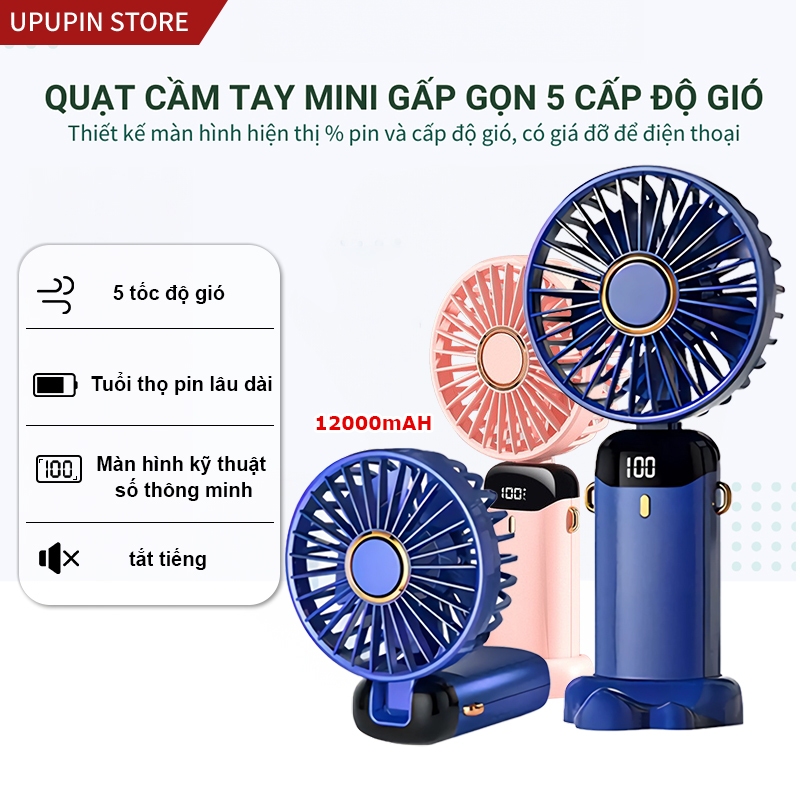 UPUPIN STORE
QUẠT CẦM TAY MINI GẤP GỌN 5 CẤP ĐỘ GIÓ
Thiết kế màn hình hiện thị % pin và cấp độ gió, có giá đỡ để điện thoại
5 tốc độ gió
Tuổi thọ pin lâu dài
100
Màn hình kỹ thuật
số thông minh
tắt tiếng
12000mAH
100
100